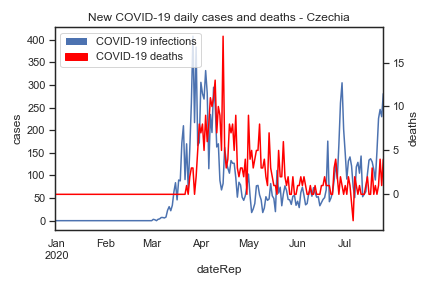 New COVID-19 daily cases and deaths - Czechia
COVID-19 infections
COVID-19 deaths
400
350
300
250
200
150
100
50
0
cases
15
10
5
0
deaths
Jan Feb Mar Apr May Jun Jul
2020
dateRep